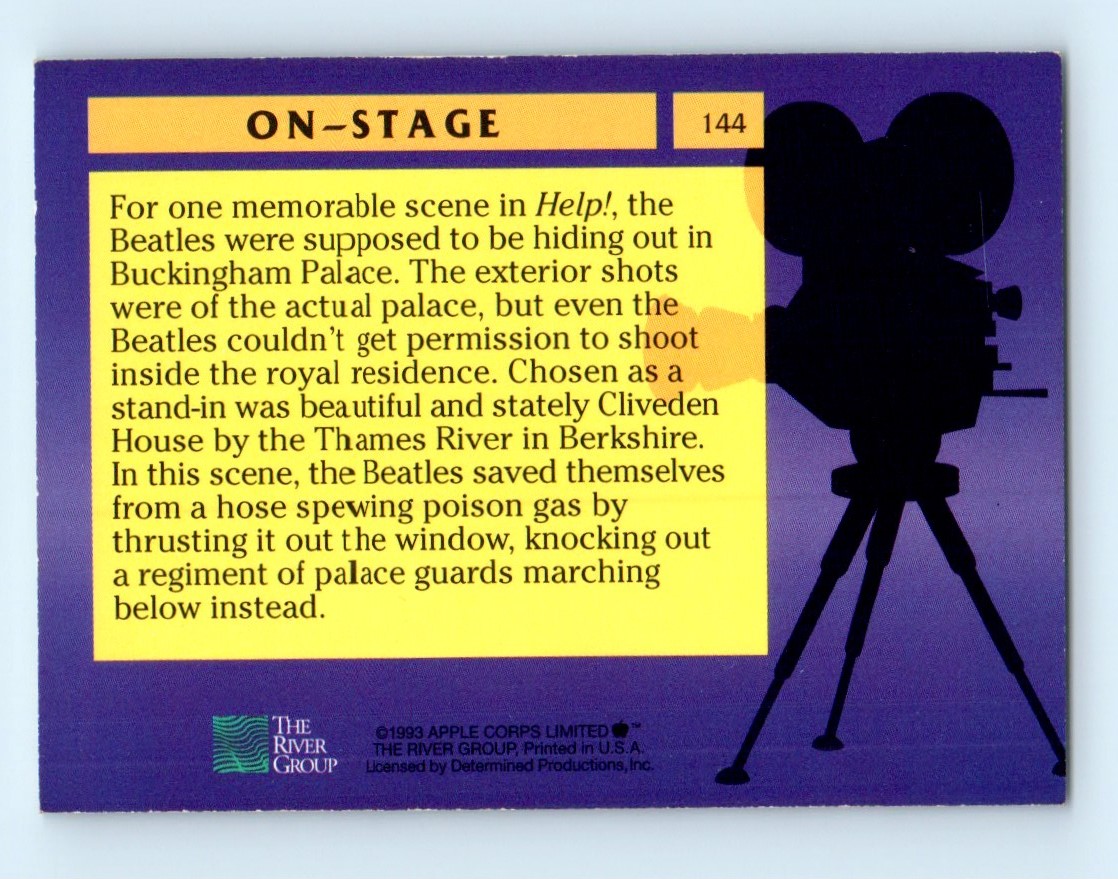 ON-STAGE
144
For one memorable scene in Help!, the
Beatles were supposed to be hiding out in
Buckingham Palace. The exterior shots
were of the actual palace, but even the
Beatles couldn't get permission to shoot
inside the royal residence. Chosen as a
stand-in was beautiful and stately Cliveden
House by the Thames River in Berkshire.
In this scene, the Beatles saved themselves
from a hose spewing poison gas by
thrusting it out the window, knocking out
a regiment of palace guards marching
below instead.
THE
RIVER
GROUP
©1993 APPLE CORPS LIMITED ™
THE RIVER GROUP, Printed in U.S.A.
Licensed by Determined Productions, Inc.